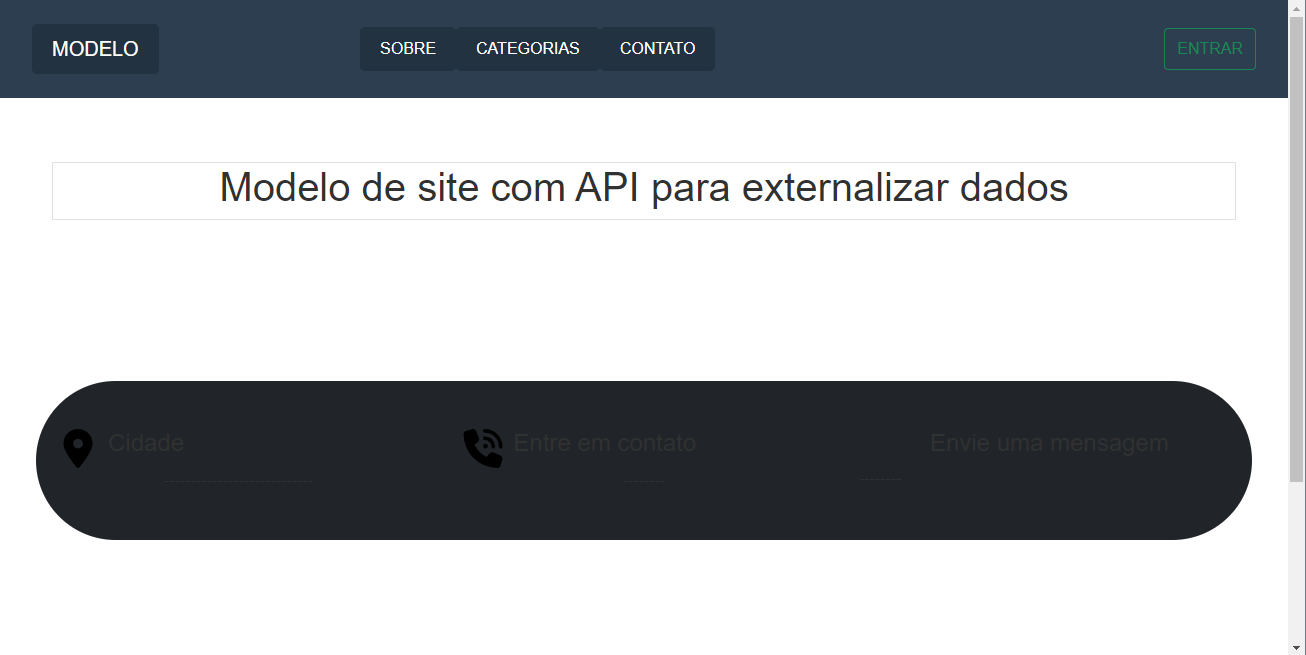 MODELO
SOBRE
CATEGORIAS
CONTATO
ENTRAR
Modelo de site com API para externalizar dados
Cidade
Entre em contato
Envie uma mensagem